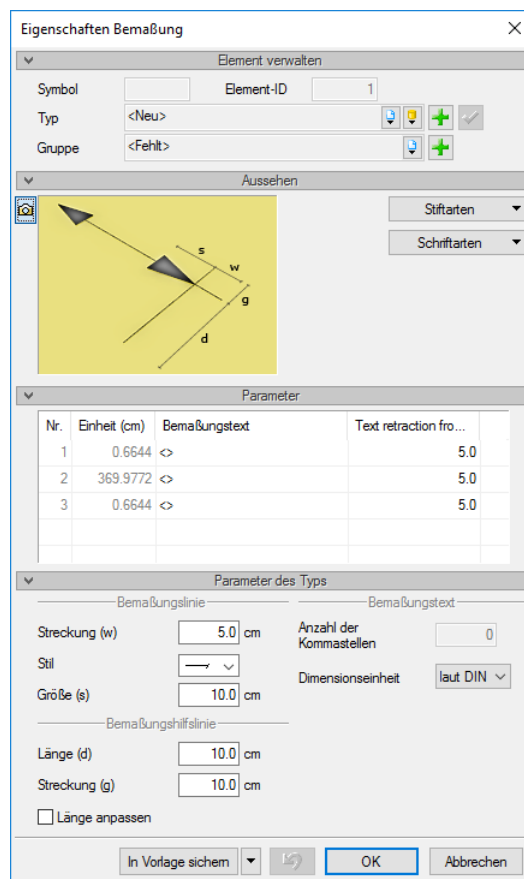 Eigenschaften Bemaßung
Element verwalten
Symbol Element-ID 1
Typ <Neu>
Gruppe <Fehlt>
Aussehen
s
w
g
d
Stiftarten
Schriftarten
Parameter
Nr. Einheit (cm) Bemaßungstext Text retraction fro...
1 0.6644 <> 5.0
2 369.9772 <> 5.0
3 0.6644 <> 5.0
Parameter des Typs
Bemaßungslinie
Streckung (w) 5.0 cm
Stil
Größe (s) 10.0 cm
Bemaßungshilfslinie
Länge (d) 10.0 cm
Streckung (g) 10.0 cm
Länge anpassen
Bemaßungstext
Anzahl der
Kommastellen 0
Dimensionseinheit laut DIN
In Vorlage sichern OK Abbrechen